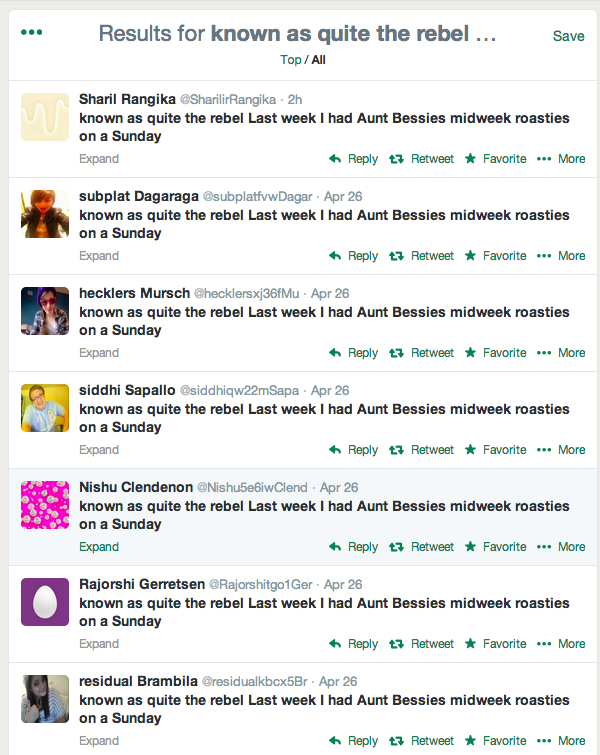 ••• Results for known as quite the rebel … Save
Top / All
Sharil Rangika @SharilirRangika · 2h
known as quite the rebel Last week I had Aunt Bessies midweek roasties
on a Sunday
Expand Reply Retweet Favorite ••• More
subplat Dagaraga @subplatfvwDagar · Apr 26
known as quite the rebel Last week I had Aunt Bessies midweek roasties
on a Sunday
Expand Reply Retweet Favorite ••• More
hecklers Mursch @hecklersxj36fMu · Apr 26
known as quite the rebel Last week I had Aunt Bessies midweek roasties
on a Sunday
Expand Reply Retweet Favorite ••• More
siddhi Sapallo @siddhiqw22mSapa · Apr 26
known as quite the rebel Last week I had Aunt Bessies midweek roasties
on a Sunday
Expand Reply Retweet Favorite ••• More
Nishu Clendenon @Nishu5e6iwClend · Apr 26
known as quite the rebel Last week I had Aunt Bessies midweek roasties
on a Sunday
Expand Reply Retweet Favorite ••• More
Rajorshi Gerretsen @Rajorshitgo1Ger · Apr 26
known as quite the rebel Last week I had Aunt Bessies midweek roasties
on a Sunday
Expand Reply Retweet Favorite ••• More
residual Brambila @residualkbcx5Br · Apr 26
known as quite the rebel Last week I had Aunt Bessies midweek roasties
on a Sunday
Expand Reply Retweet Favorite ••• More